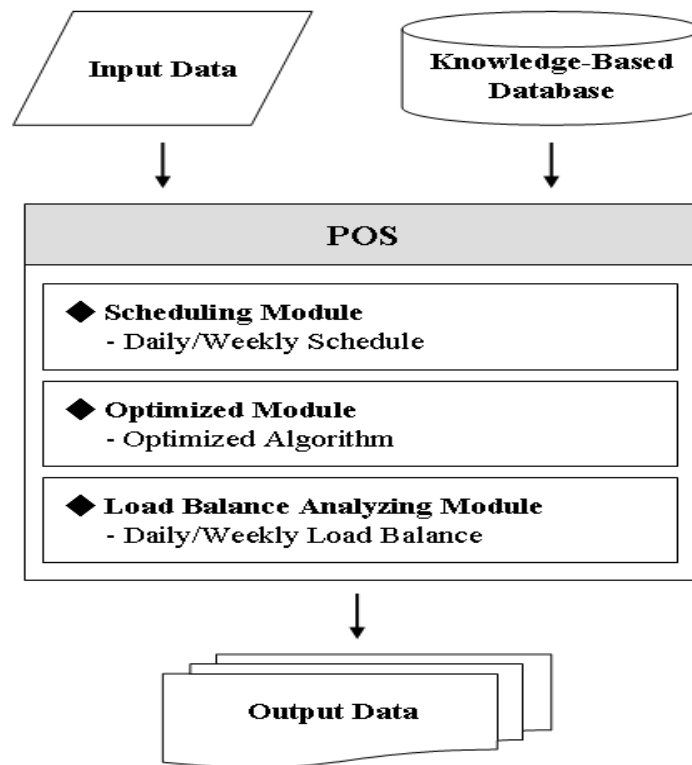 Input Data
Knowledge-Based
Database
POS
◆ Scheduling Module
- Daily/Weekly Schedule
◆ Optimized Module
- Optimized Algorithm
◆ Load Balance Analyzing Module
- Daily/Weekly Load Balance
Output Data